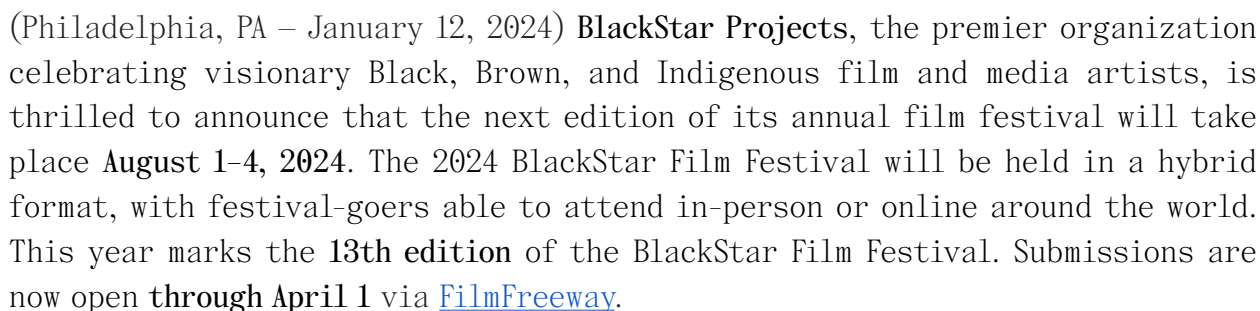 (Philadelphia, PA – January 12, 2024) BlackStar Projects, the premier organization
celebrating visionary Black, Brown, and Indigenous film and media artists, is
thrilled to announce that the next edition of its annual film festival will take
place August 1-4, 2024. The 2024 BlackStar Film Festival will be held in a hybrid
format, with festival-goers able to attend in-person or online around the world.
This year marks the 13th edition of the BlackStar Film Festival. Submissions are
now open through April 1 via FilmFreeway.